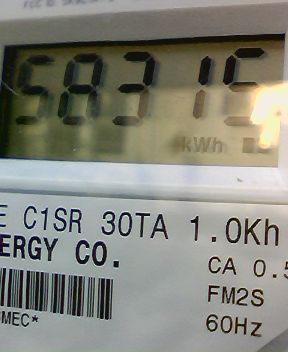 58315
kWh
E C1SR 30TA 1.0Kh
ERGY CO.
CA 0.5
FM2S
MEC*
60Hz